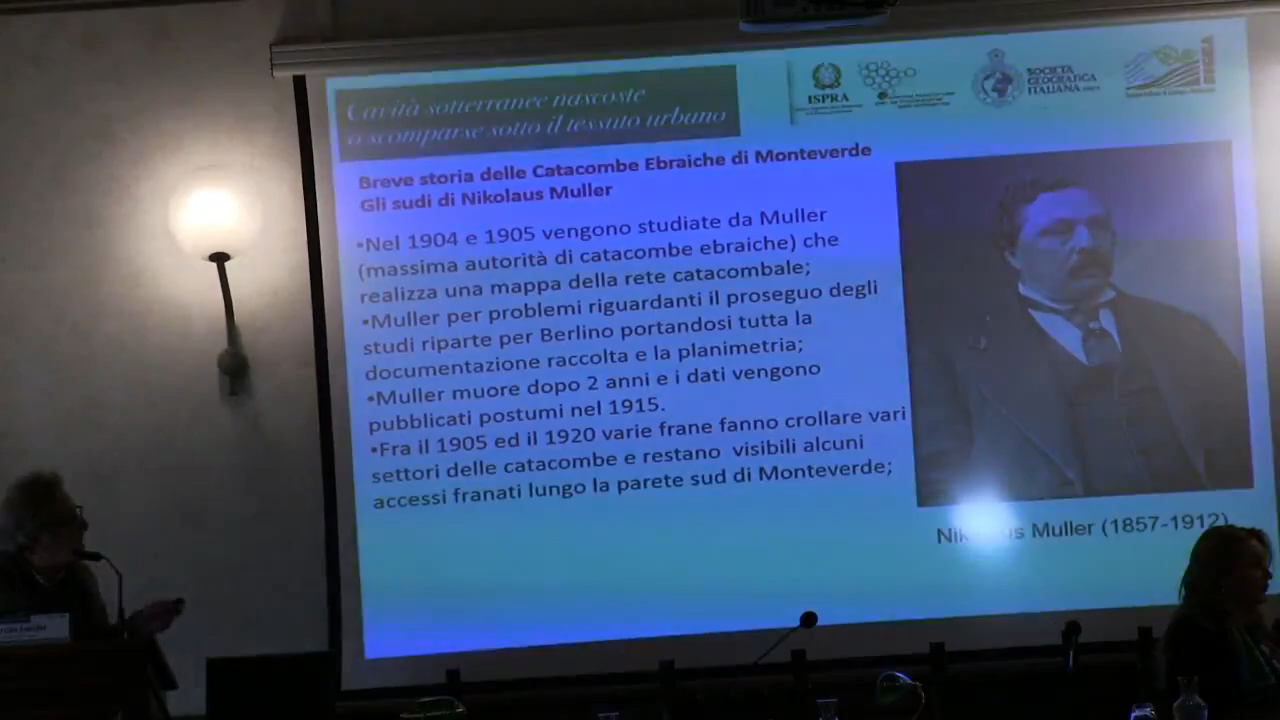 Cavità sotterranee nascoste
o scomparse sotto il tessuto urbano
ISPRA
SOCIETÀ
GEOGRAFICA
ITALIANA
Breve storia delle Catacombe Ebraiche di Monteverde
Gli sudi di Nikolaus Muller
•Nel 1904 e 1905 vengono studiate da Muller
(massima autorità di catacombe ebraiche) che
realizza una mappa della rete catacombale;
•Muller per problemi riguardanti il proseguo degli
studi riparte per Berlino portandosi tutta la
documentazione raccolta e la planimetria;
•Muller muore dopo 2 anni e i dati vengono
pubblicati postumi nel 1915.
•Fra il 1905 ed il 1920 varie frane fanno crollare vari
settori delle catacombe e restano visibili alcuni
accessi franati lungo la parete sud di Monteverde;
Muller (1857-1912)